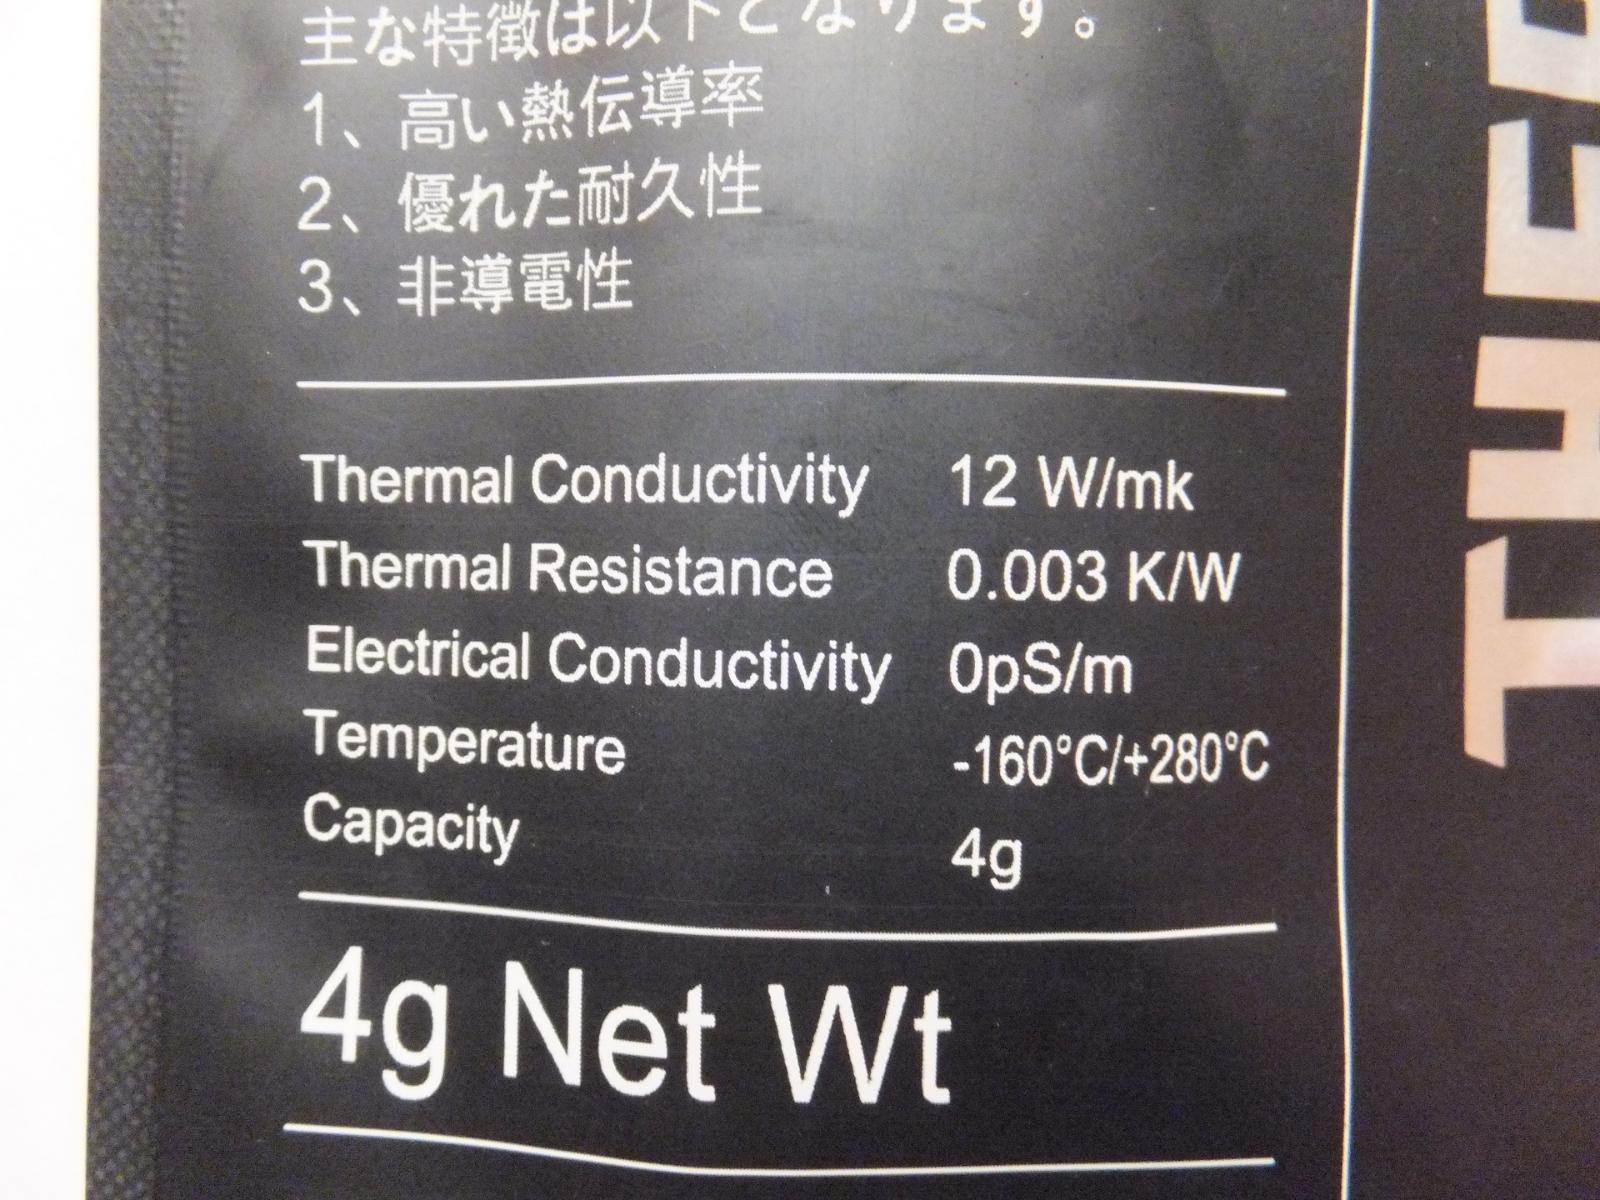 主な特徴は以下となります。
1、高い熱伝導率
2、優れた耐久性
3、非導電性
Thermal Conductivity 12 W/mk
Thermal Resistance 0.003 K/W
Electrical Conductivity 0pS/m
Temperature -160°C/+280°C
Capacity 4g
4g Net Wt